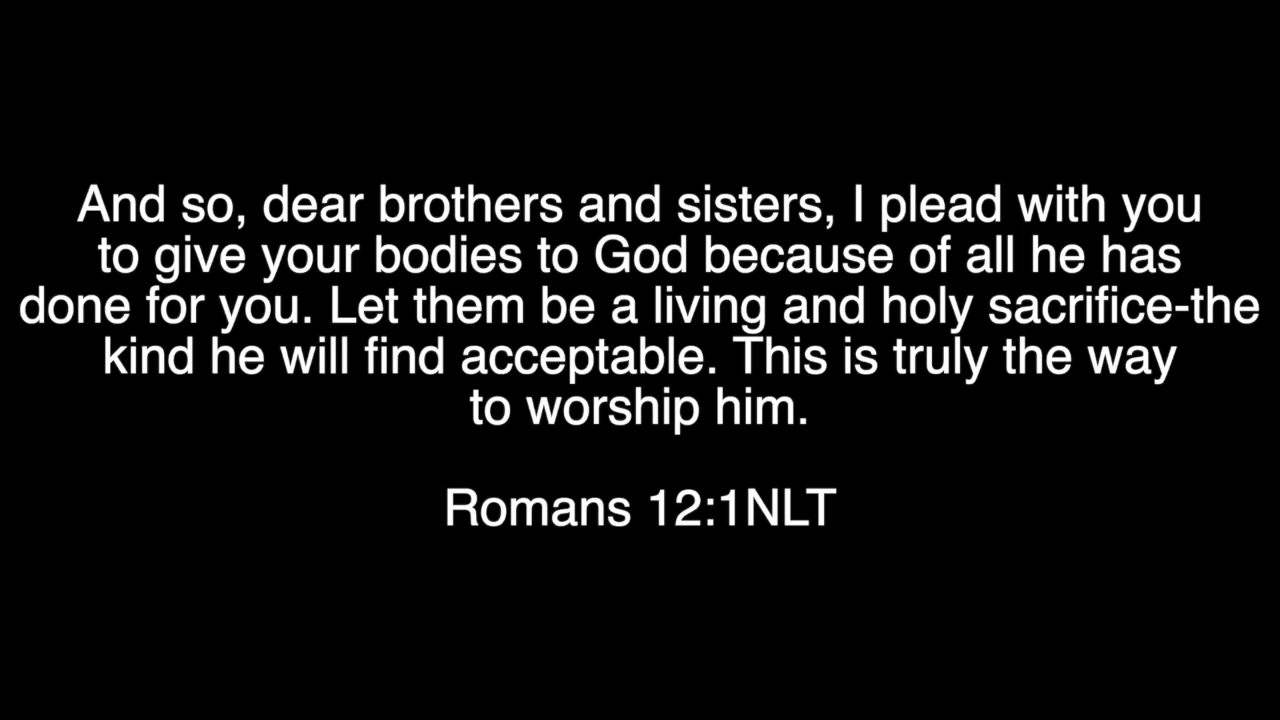 And so, dear brothers and sisters, I plead with you
to give your bodies to God because of all he has
done for you. Let them be a living and holy sacrifice-the
kind he will find acceptable. This is truly the way
to worship him.
Romans 12:1NLT